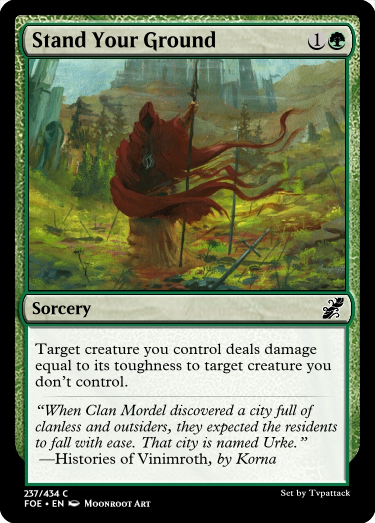 Stand Your Ground 1
Sorcery
Target creature you control deals damage
equal to its toughness to target creature you
don't control.
“When Clan Mordel discovered a city full of
clanless and outsiders, they expected the residents
to fall with ease. That city is named Urke.”
—Histories of Vinimroth, by Korna
237/434 C
Set by Tvpattack
FOE • EN Moonroot Art